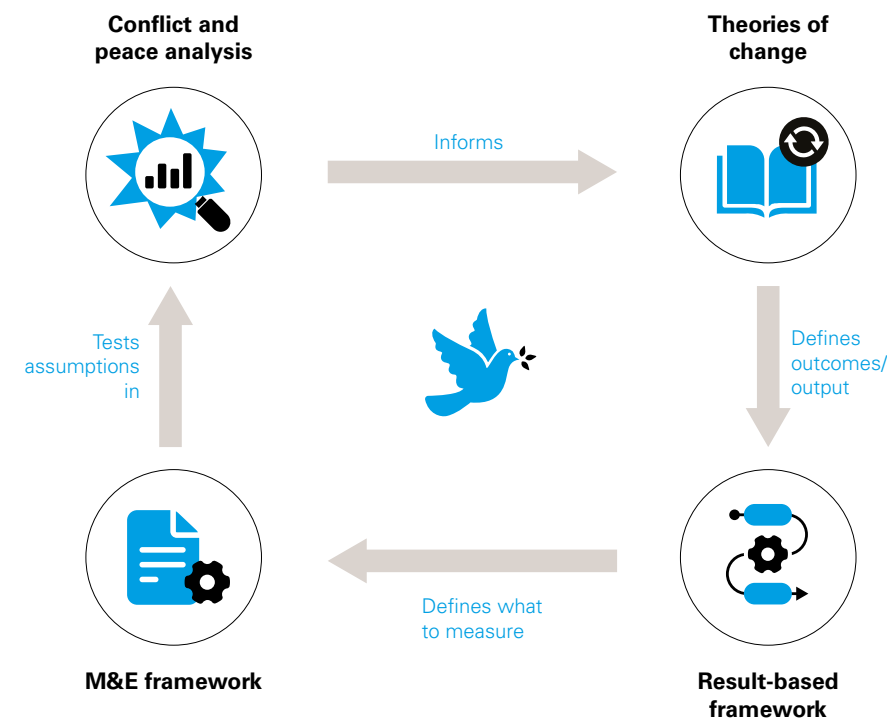 Conflict and
peace analysis
Theories of
change
Informs
Tests
assumptions
in
Defines
outcomes/
output
Defines what
to measure
M&E framework
Result-based
framework